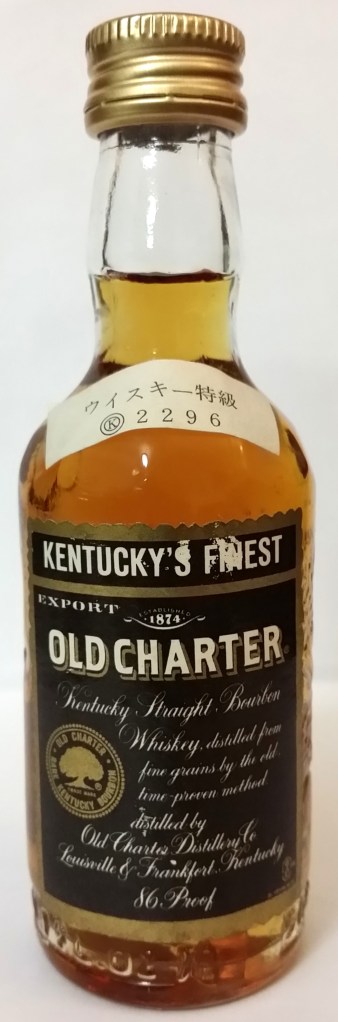 ウイスキー特級
Ⓚ2296
KENTUCKY'S FINEST
EXPORT
ESTABLISHED
1874
OLD CHARTER
Kentucky Straight Bourbon
Whiskey, distilled from
fine grains by the old,
time-proven method.
OLD CHARTER
KENTUCKY BOURBON
distilled by
Old Charter Distillery Co
Louisville & Frankfort, Kentucky
86 Proof